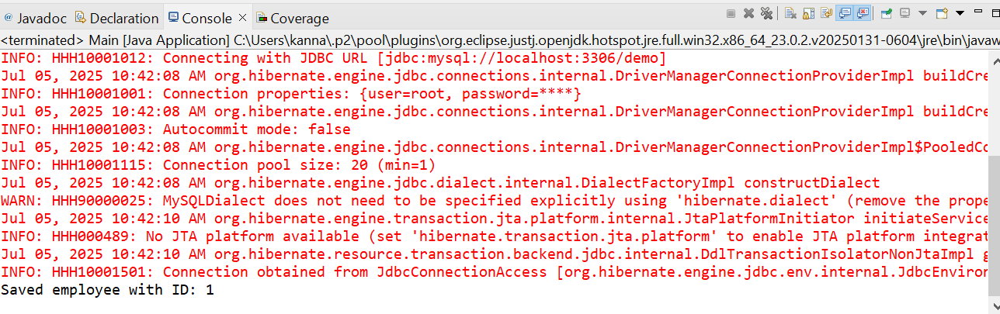 @ Javadoc Declaration Console × Coverage
<terminated> Main [Java Application] C:\Users\kanna\.p2\pool\plugins\org.eclipse.justj.openjdk.hotspot.jre.full.win32.x86_64_23.0.2.v20250131-0604\jre\bin\javaw
INFO: HHH10001012: Connecting with JDBC URL [jdbc:mysql://localhost:3306/demo]
Jul 05, 2025 10:42:08 AM org.hibernate.engine.jdbc.connections.internal.DriverManagerConnectionProviderImpl buildCre
INFO: HHH10001001: Connection properties: {user=root, password=****}
Jul 05, 2025 10:42:08 AM org.hibernate.engine.jdbc.connections.internal.DriverManagerConnectionProviderImpl buildCre
INFO: HHH10001003: Autocommit mode: false
Jul 05, 2025 10:42:08 AM org.hibernate.engine.jdbc.connections.internal.DriverManagerConnectionProviderImpl$PooledCo
INFO: HHH10001115: Connection pool size: 20 (min=1)
Jul 05, 2025 10:42:08 AM org.hibernate.engine.jdbc.dialect.internal.DialectFactoryImpl constructDialect
WARN: HHH90000025: MySQLDialect does not need to be specified explicitly using 'hibernate.dialect' (remove the prope
Jul 05, 2025 10:42:10 AM org.hibernate.engine.transaction.jta.platform.internal.JtaPlatformInitiator initiateService
INFO: HHH000489: No JTA platform available (set 'hibernate.transaction.jta.platform' to enable JTA platform integrat
Jul 05, 2025 10:42:10 AM org.hibernate.resource.transaction.backend.jdbc.internal.DdlTransactionIsolatorNonJtaImpl g
INFO: HHH10001501: Connection obtained from JdbcConnectionAccess [org.hibernate.engine.jdbc.env.internal.JdbcEnviron
Saved employee with ID: 1